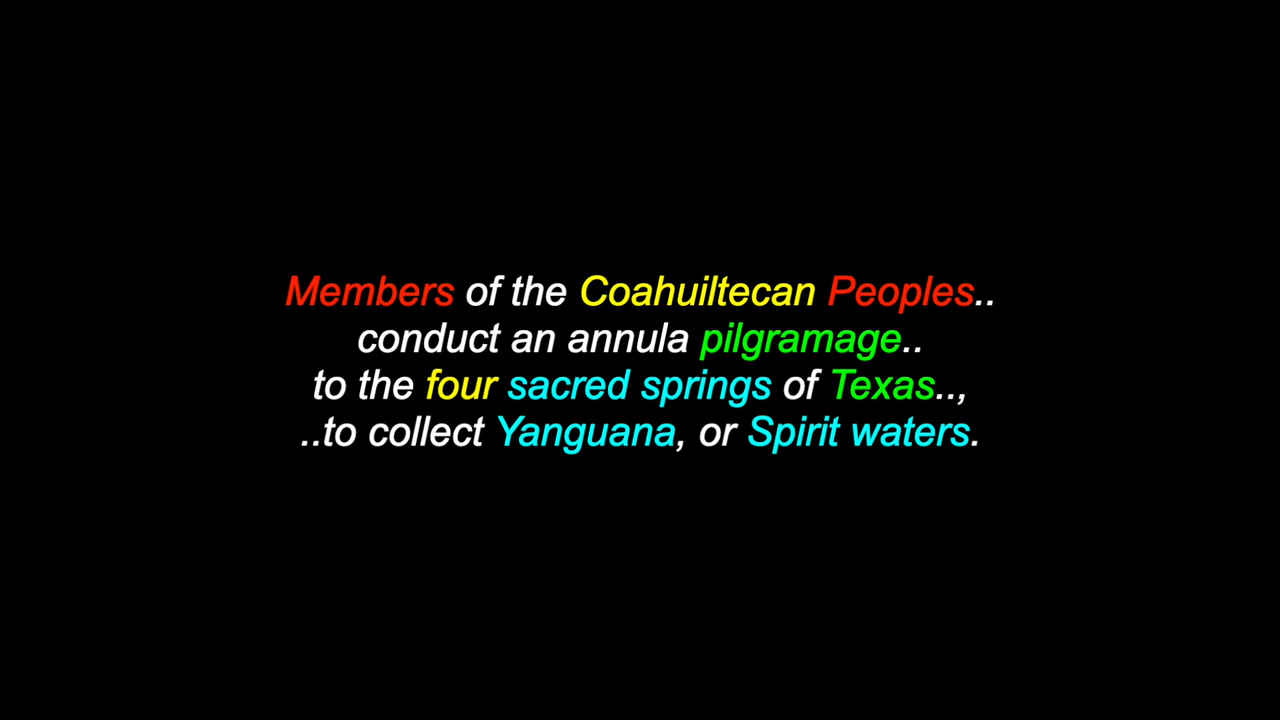 Members of the Coahuiltecan Peoples..
conduct an annula pilgramage..
to the four sacred springs of Texas..,
..to collect Yanguana, or Spirit waters.